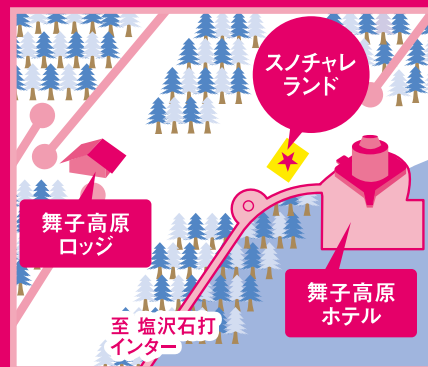 スノチャレ
ランド
舞子高原
ロッジ
舞子高原
ホテル
至 塩沢石打
インター